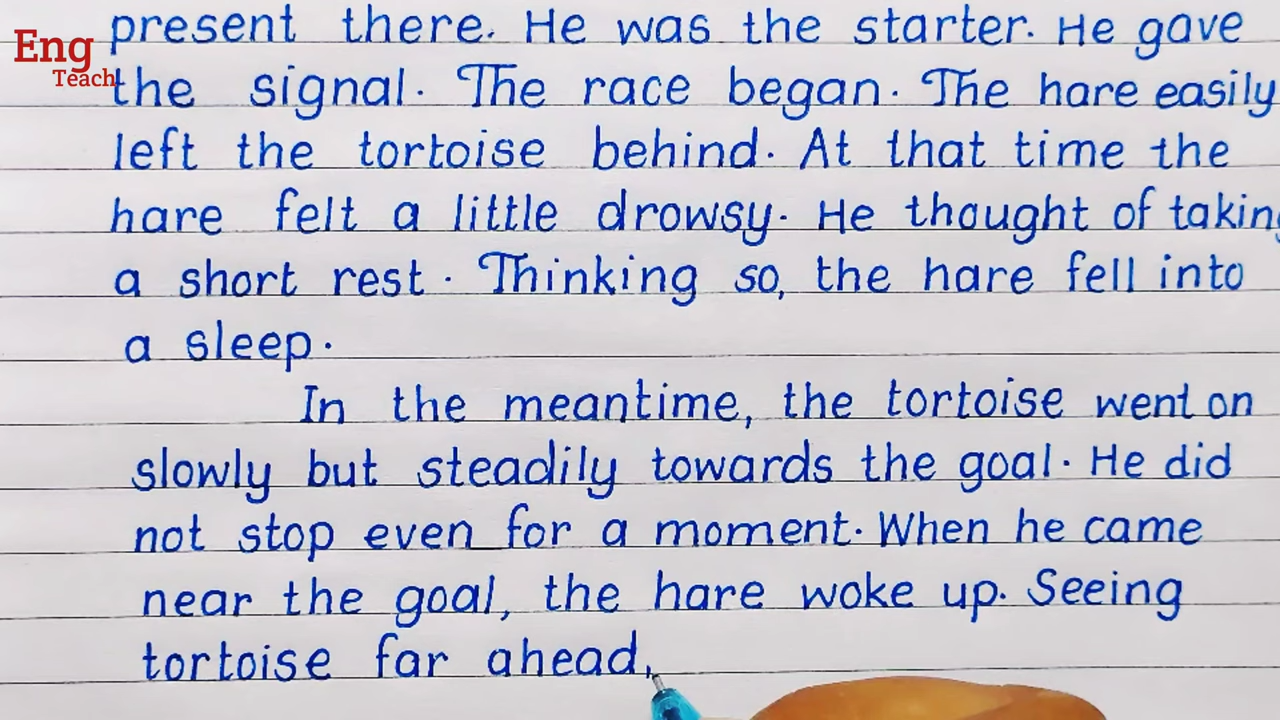 Eng
Teach
present there. He was the starter. He gave
the signal. The race began. The hare easily
left the tortoise behind. At that time the
hare felt a little drowsy. He thought of taking
a short rest. Thinking so, the hare fell into
a sleep.
In the meantime, the tortoise went on
slowly but steadily towards the goal. He did
not stop even for a moment. When he came
near the goal, the hare woke up. Seeing
tortoise far ahead,